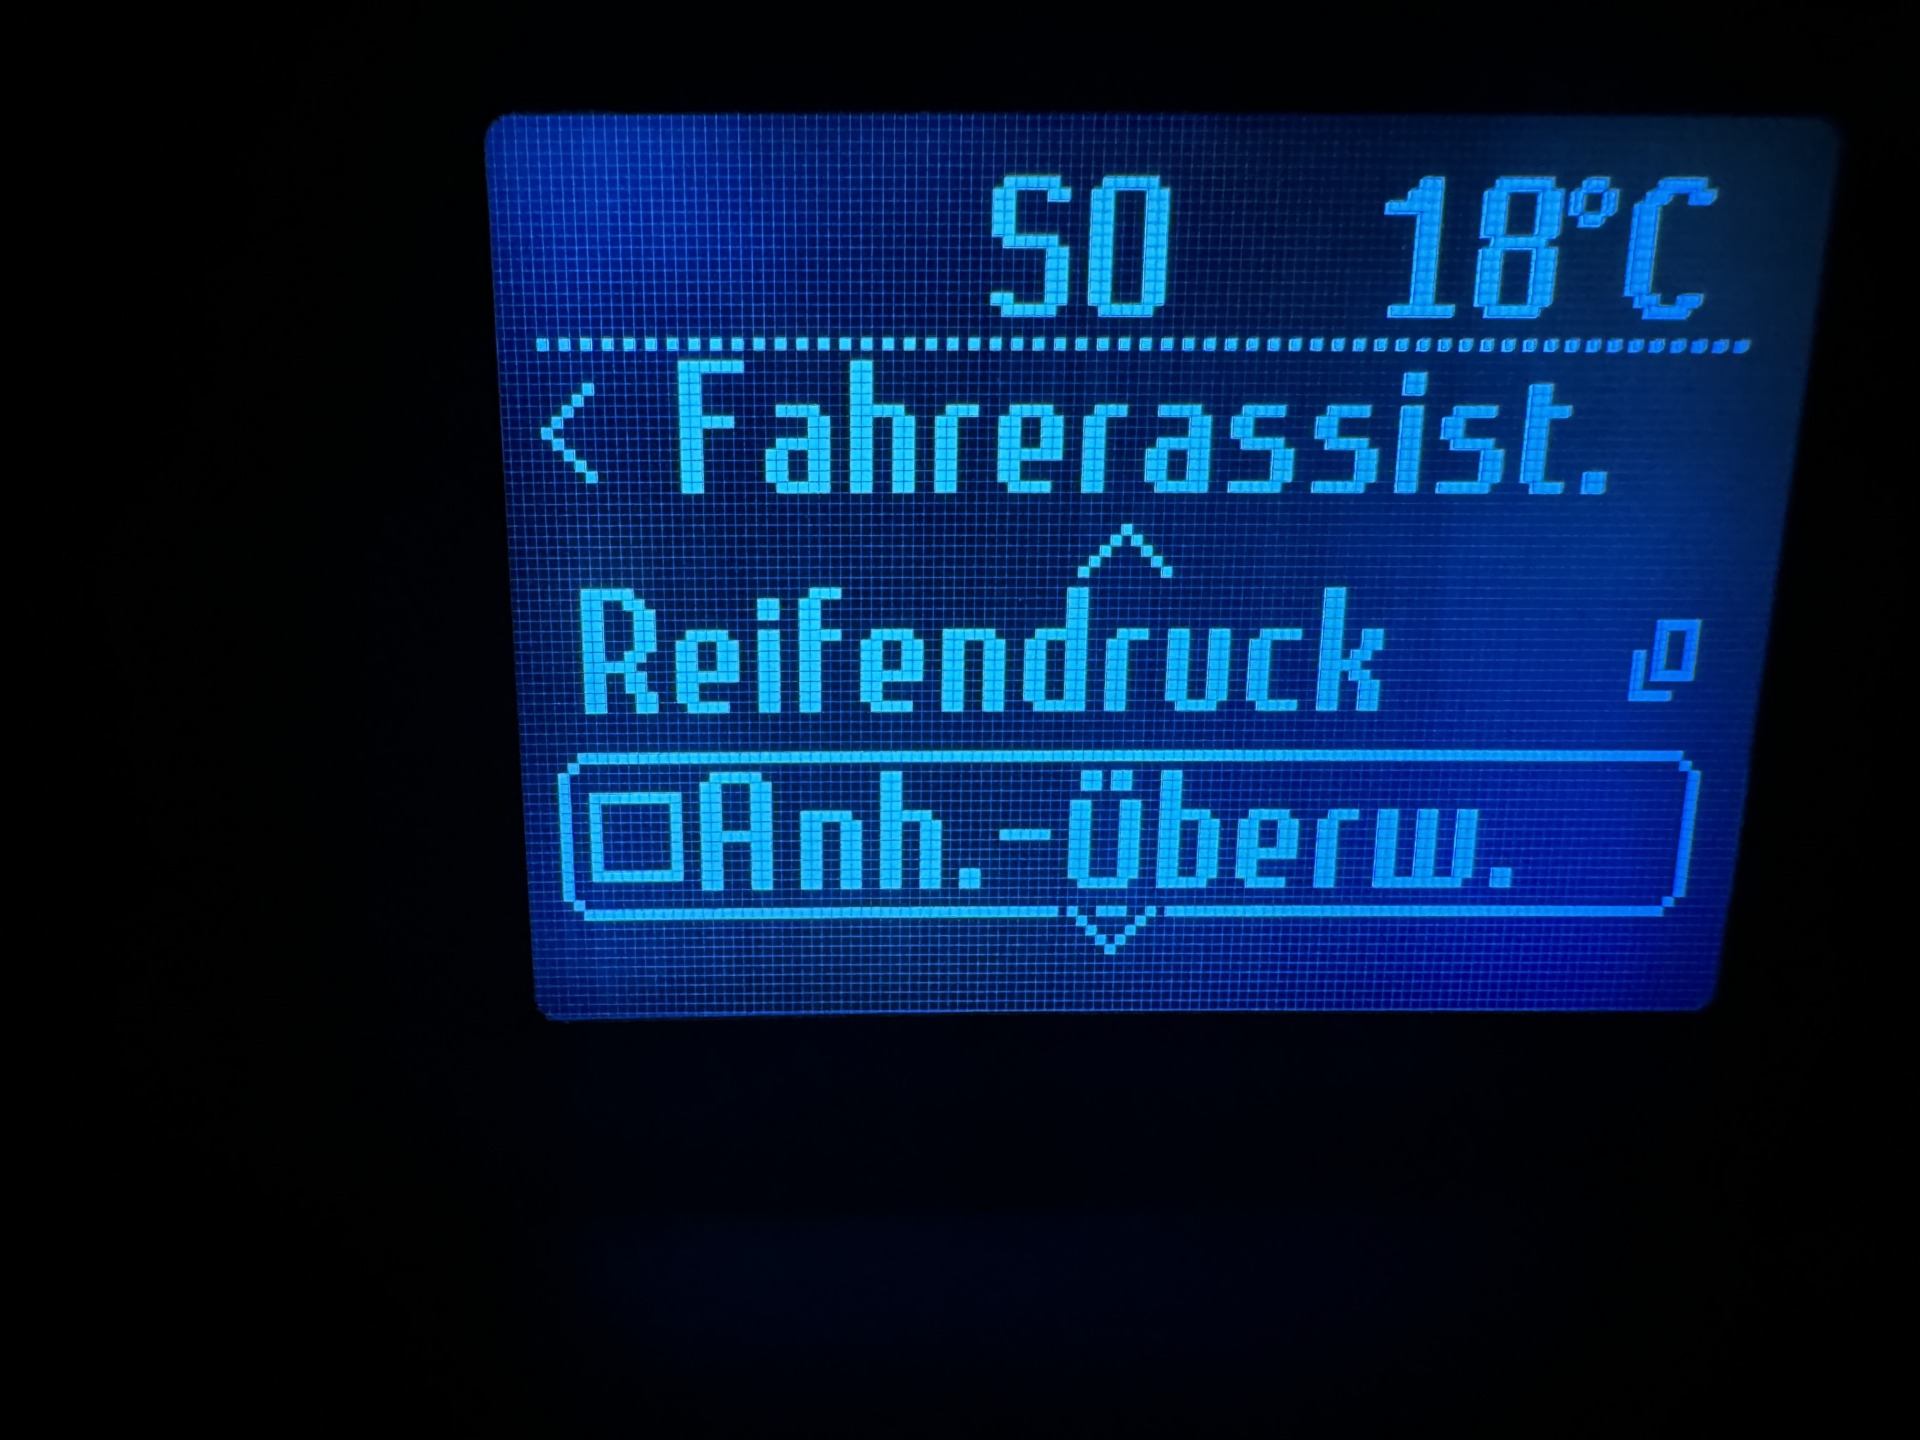 SO 18°C
< Fahrerassist.
Reifendruck
Anh.-Überw.